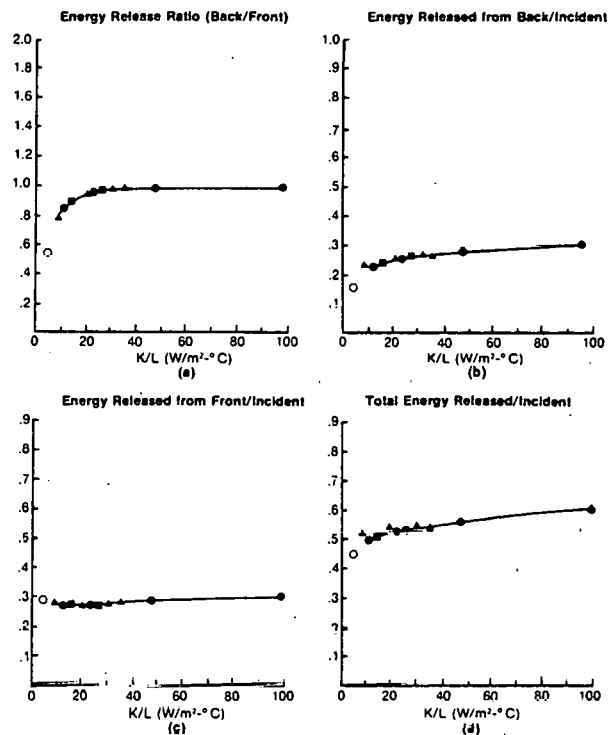 Energy Release Ratio (Back/Front)
2.0
1.8
1.6
1.4
1.2
1.0
.8
.6
.4
.2
0 20 40 60 80 100
K/L (W/m²-°C)
(a)
Energy Released from Back/Incident
1.0
.9
.8
.7
.6
.5
.4
.3
.2
.1
0 20 40 60 80 100
K/L (W/m²-°C)
(b)
Energy Released from Front/Incident
.9
.8
.7
.6
.5
.4
.3
.2
.1
0 20 40 60 80 100
K/L (W/m²-°C)
(c)
Total Energy Released/Incident
.9
.8
.7
.6
.5
.4
.3
.2
.1
0 20 40 60 80 100
K/L (W/m²-°C)
(d)